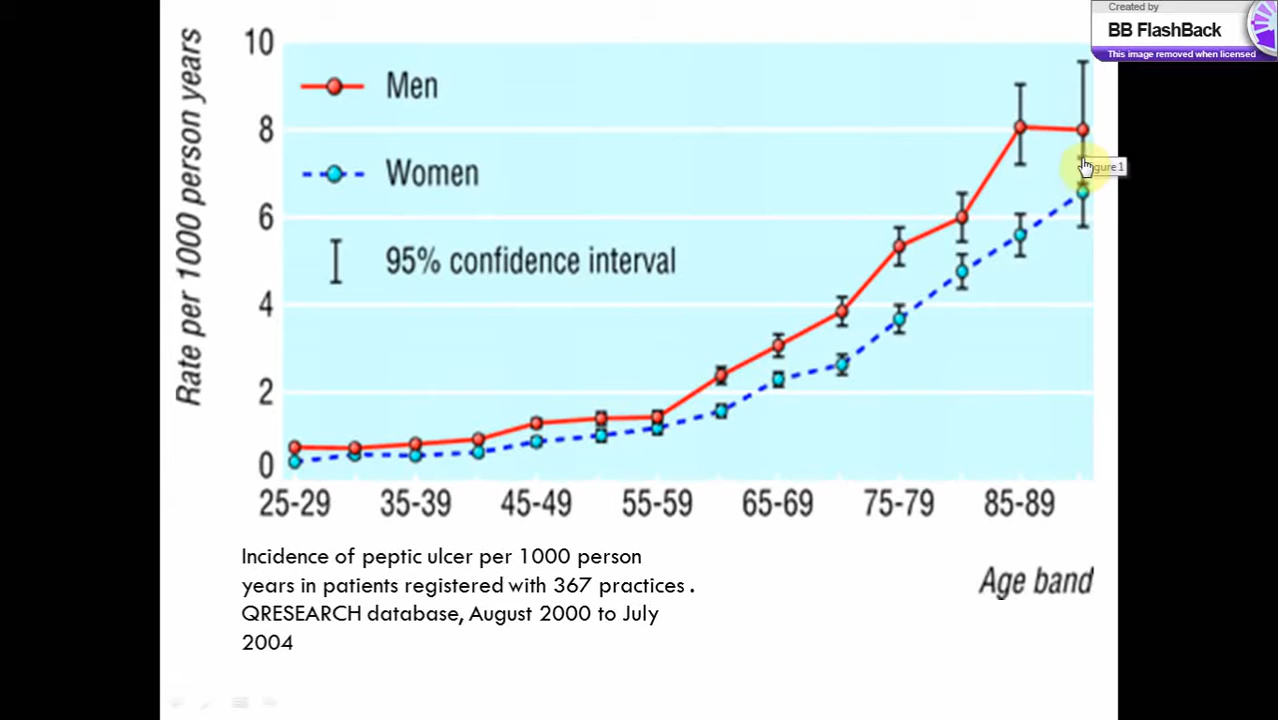 Created by
BB FlashBack
This image removed when licensed
Rate per 1000 person years
10
8
6
4
2
0
Men
Women
95% confidence interval
25-29 35-39 45-49 55-59 65-69 75-79 85-89
Age band
Incidence of peptic ulcer per 1000 person
years in patients registered with 367 practices .
QRESEARCH database, August 2000 to July
2004